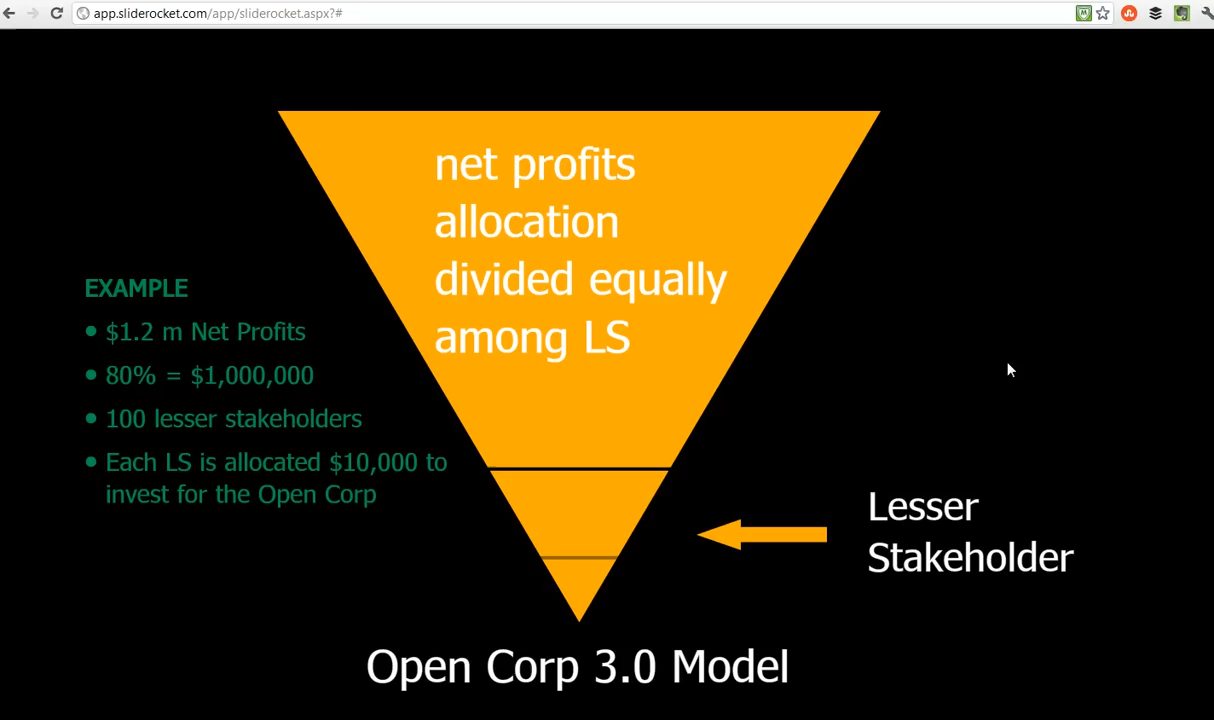 app.sliderocket.com/app/sliderocket.aspx?#
net profits
allocation
divided equally
among LS
EXAMPLE
• $1.2 m Net Profits
• 80% = $1,000,000
• 100 lesser stakeholders
• Each LS is allocated $10,000 to
invest for the Open Corp
Lesser
Stakeholder
Open Corp 3.0 Model